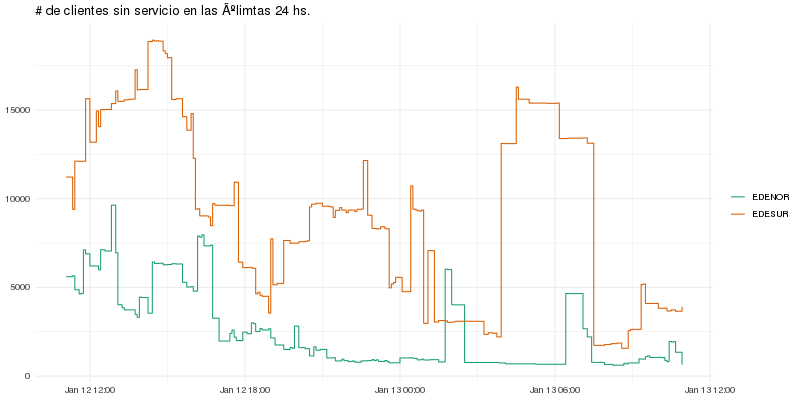 # de clientes sin servicio en las Ãºlimtas 24 hs.
15000
10000
5000
0
Jan 12 12:00
Jan 12 18:00
Jan 13 00:00
Jan 13 06:00
Jan 13 12:00
EDENOR
EDESUR